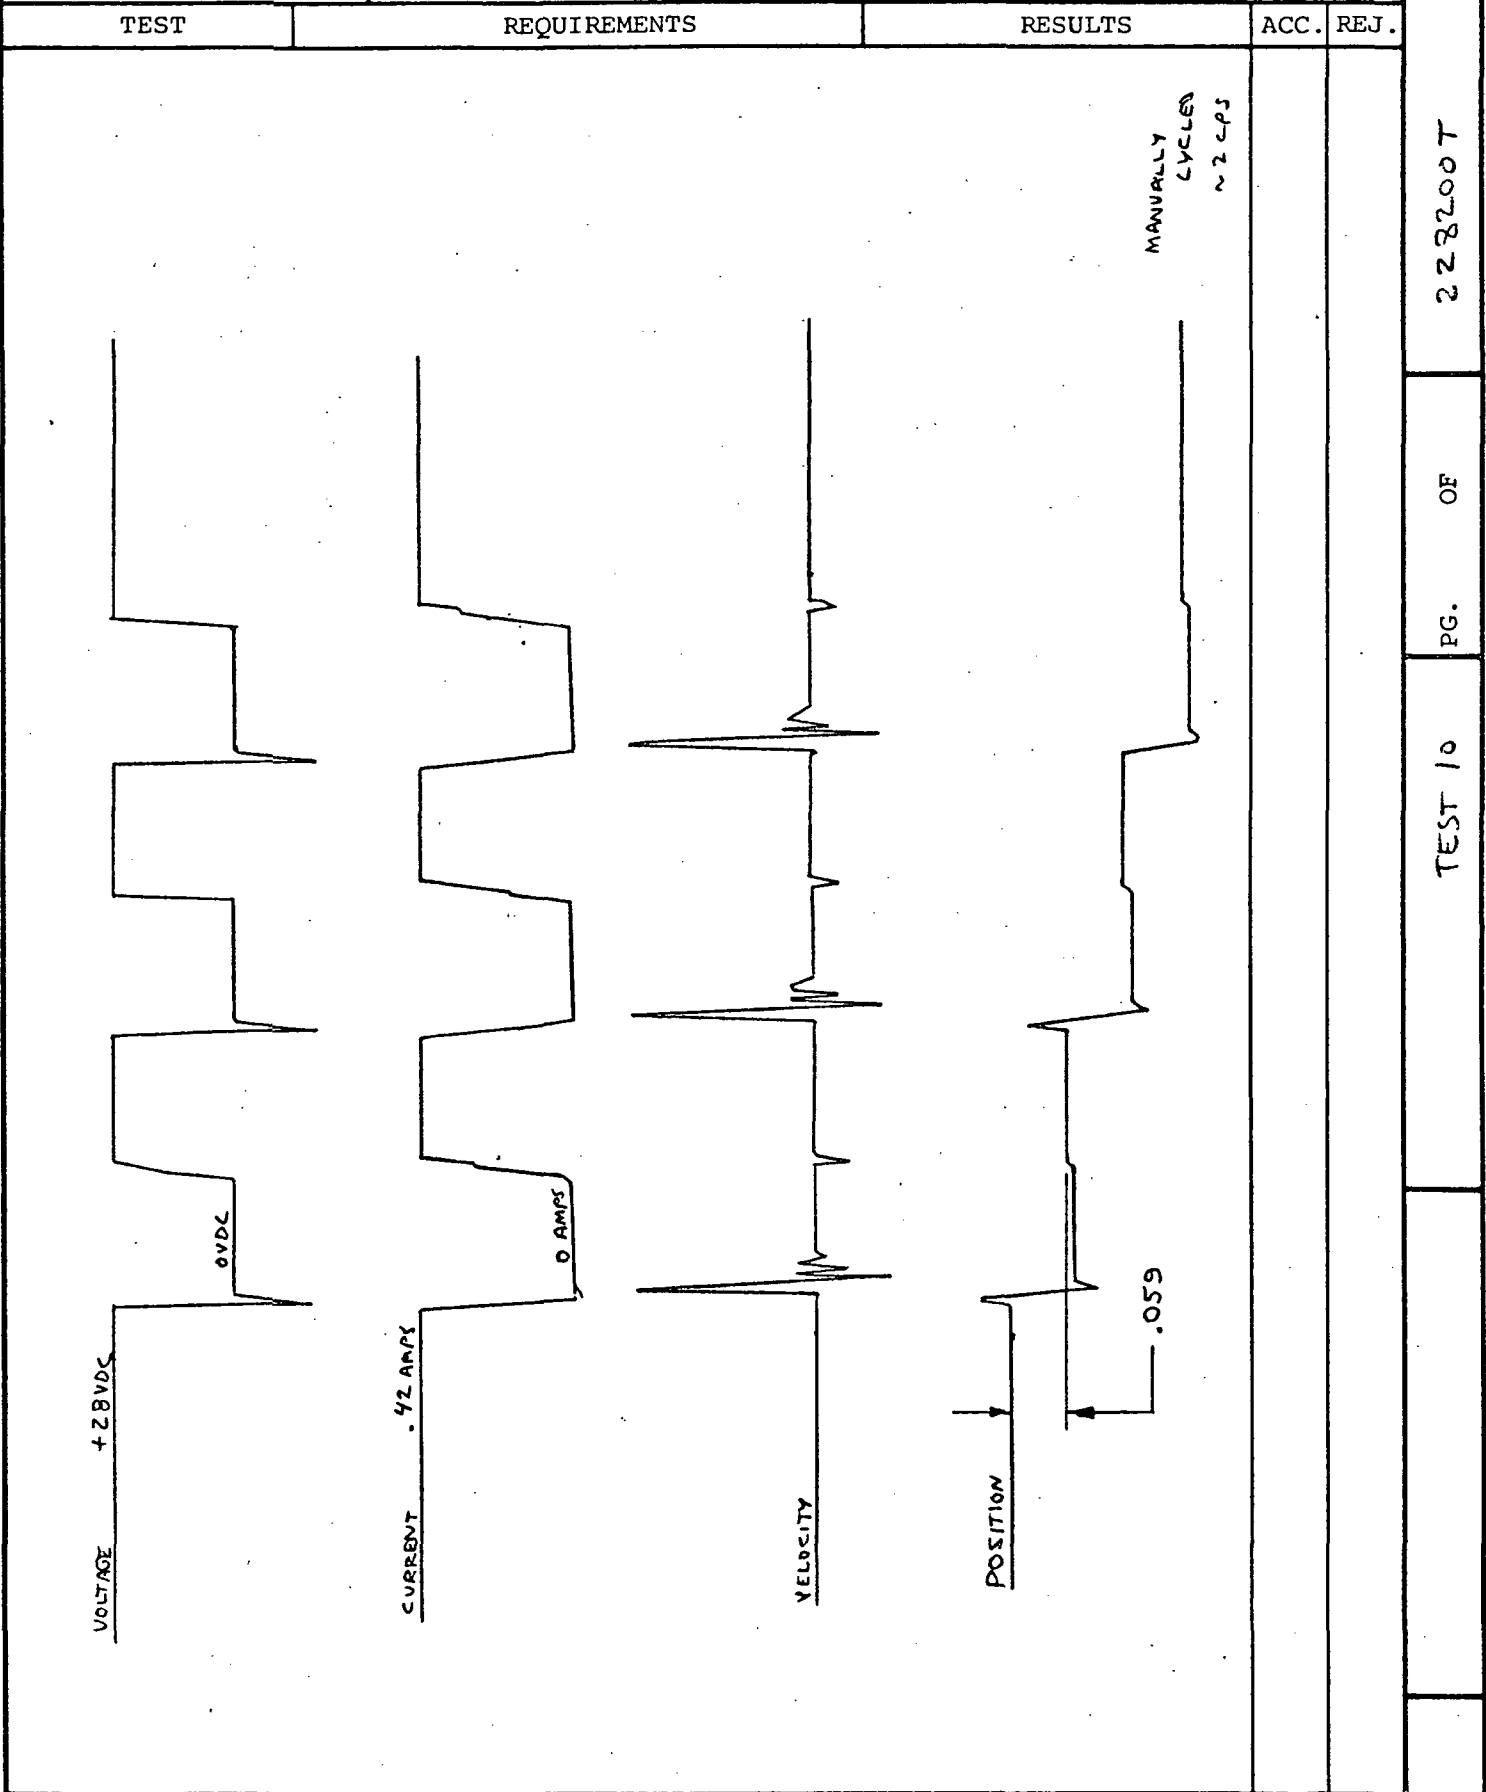 TEST
REQUIREMENTS
RESULTS
ACC.
REJ.
MANUALLY
CYCLED
~ 2 CPS
VOLTAGE +28VDC
0VDC
CURRENT .42 AMPS
0 AMPS
VELOCITY
POSITION
.059
TEST 10
PG. OF
228200T